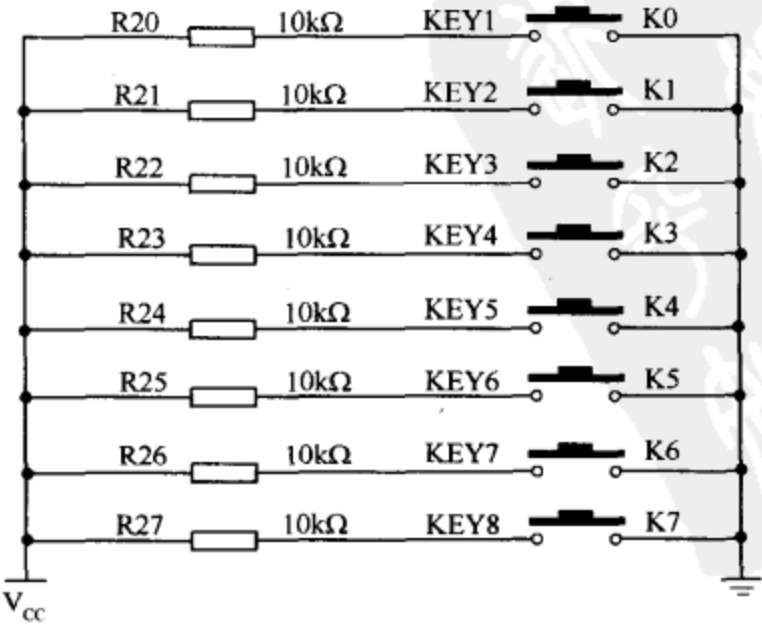 R20 10kΩ KEY1 K0
R21 10kΩ KEY2 K1
R22 10kΩ KEY3 K2
R23 10kΩ KEY4 K3
R24 10kΩ KEY5 K4
R25 10kΩ KEY6 K5
R26 10kΩ KEY7 K6
R27 10kΩ KEY8 K7
VCC